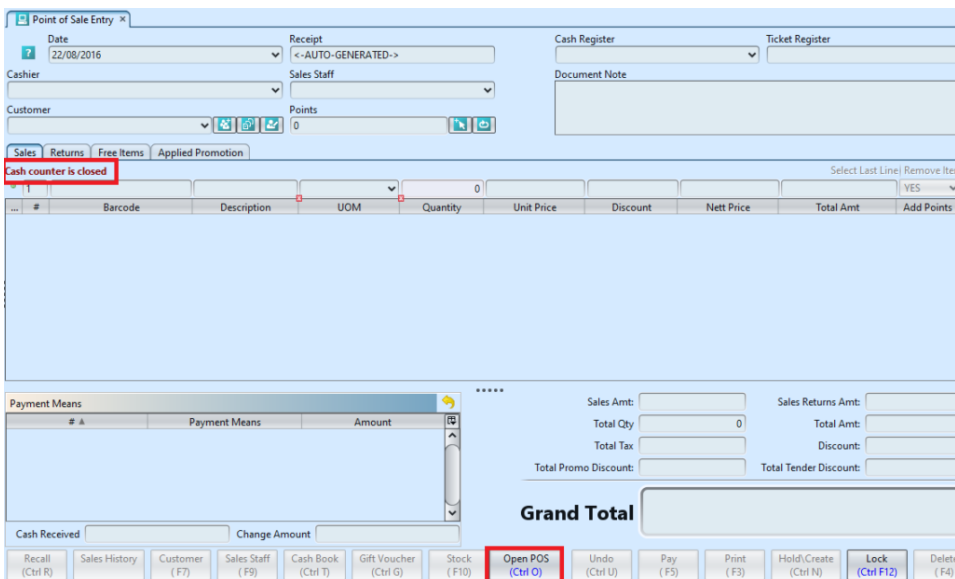 Point of Sale Entry ×
Date Receipt Cash Register Ticket Register
? 22/08/2016 <-AUTO-GENERATED->
Cashier Sales Staff Document Note
Customer Points
0
Sales Returns Free Items Applied Promotion
Cash counter is closed Select Last Line Remove Ite
1 0 YES
... # Barcode Description UOM Quantity Unit Price Discount Nett Price Total Amt Add Points
Payment Means Sales Amt: Sales Returns Amt:
# Payment Means Amount Total Qty 0 Total Amt:
Total Tax Discount:
Total Promo Discount: Total Tender Discount:
Grand Total
Cash Received Change Amount
Recall Sales History Customer Sales Staff Cash Book Gift Voucher Stock Open POS Undo Pay Print Hold\Create Lock Delet
(Ctrl R) ( F7) ( F9) (Ctrl T) (Ctrl G) ( F10) (Ctrl O) (Ctrl U) ( F5) ( F3) (Ctrl N) (Ctrl F12) ( F4)